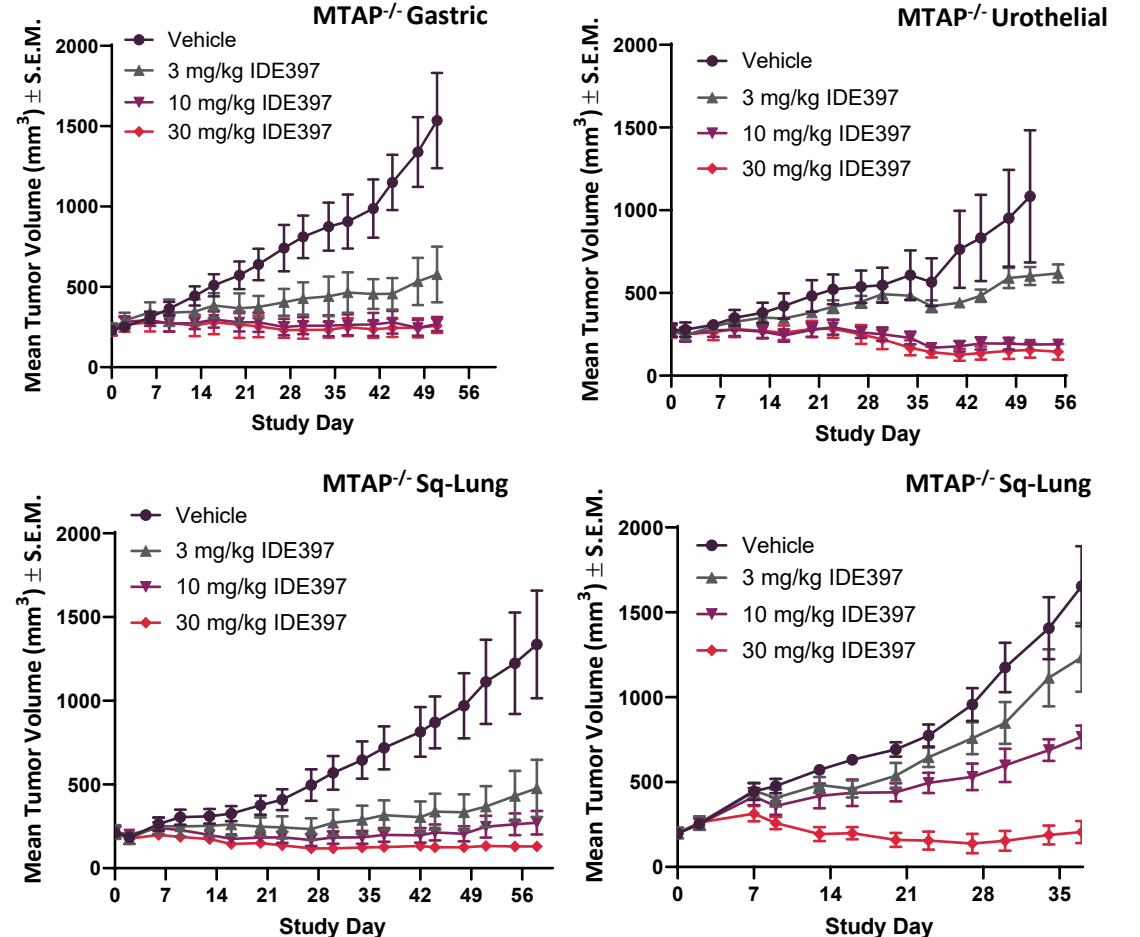 MTAP-/- Gastric
Mean Tumor Volume (mm3) ± S.E.M.
2000
1500
1000
500
0
Vehicle
3 mg/kg IDE397
10 mg/kg IDE397
30 mg/kg IDE397
0 7 14 21 28 35 42 49 56
Study Day
MTAP-/- Urothelial
Mean Tumor Volume (mm3) ± S.E.M.
2000
1500
1000
500
0
Vehicle
3 mg/kg IDE397
10 mg/kg IDE397
30 mg/kg IDE397
0 7 14 21 28 35 42 49 56
Study Day
MTAP-/- Sq-Lung
Mean Tumor Volume (mm3) ± S.E.M.
2000
1500
1000
500
0
Vehicle
3 mg/kg IDE397
10 mg/kg IDE397
30 mg/kg IDE397
0 7 14 21 28 35 42 49 56
Study Day
MTAP-/- Sq-Lung
Mean Tumor Volume (mm3) ± S.E.M.
2000
1500
1000
500
0
Vehicle
3 mg/kg IDE397
10 mg/kg IDE397
30 mg/kg IDE397
0 7 14 21 28 35
Study Day